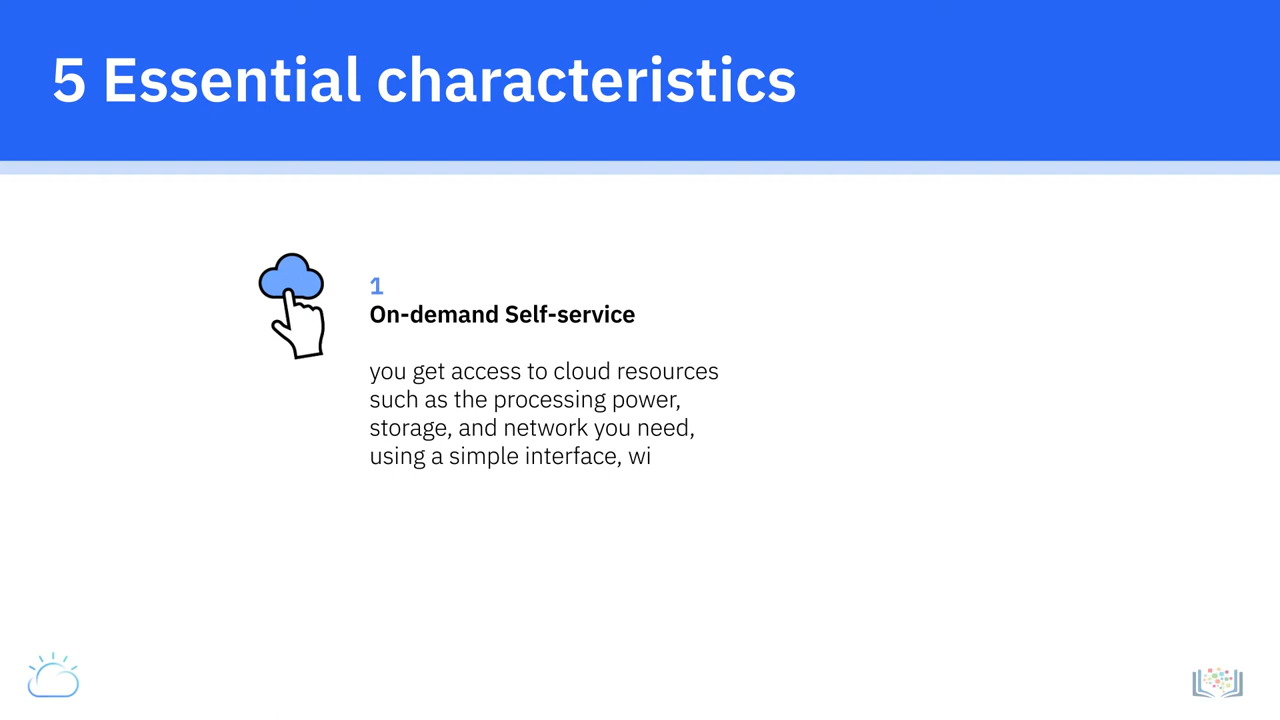 5 Essential characteristics
1
On-demand Self-service
you get access to cloud resources
such as the processing power,
storage, and network you need,
using a simple interface, wi